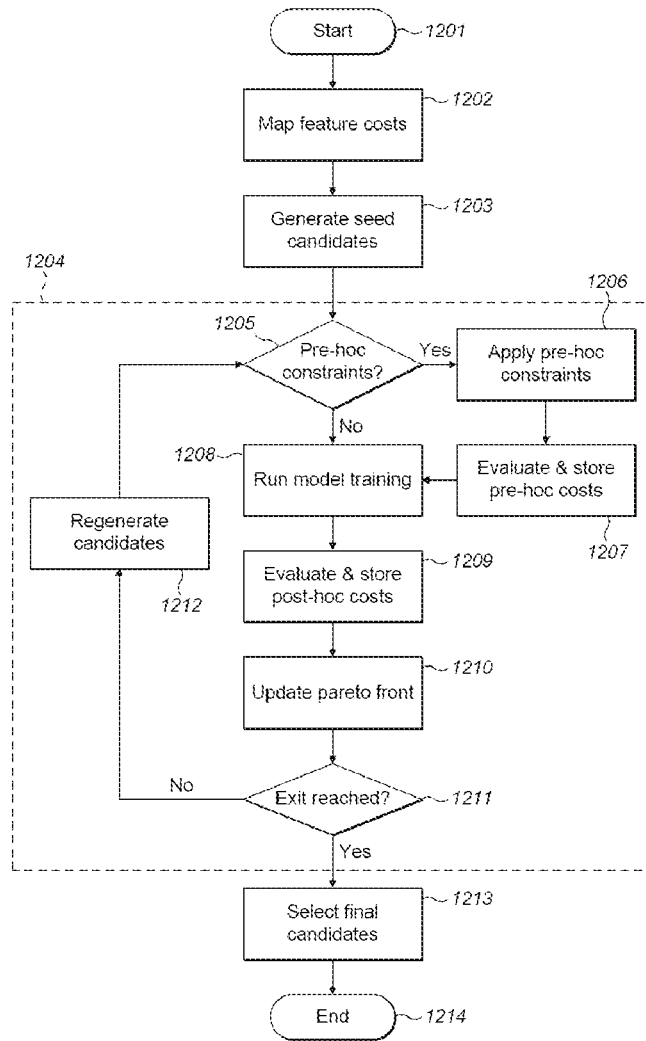 Start
1201
Map feature costs
1202
Generate seed
candidates
1203
1204
1205
Pre-hoc
constraints?
Yes
Apply pre-hoc
constraints
1206
No
1208
Run model training
Evaluate & store
pre-hoc costs
1207
Regenerate
candidates
1212
Evaluate & store
post-hoc costs
1209
Update pareto front
1210
No
Exit reached?
1211
Yes
Select final
candidates
1213
End
1214